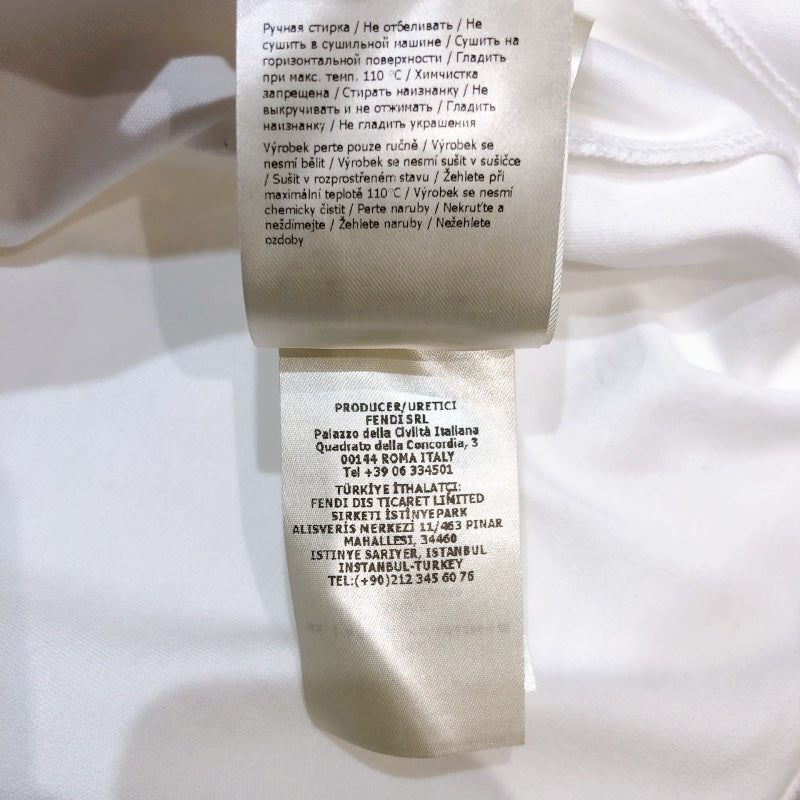 Ручная стирка / Не отбеливать / Не
сушить в сушильной машине / Сушить на
горизонтальной поверхности / Гладить
при макс. темп. 110 °C / Химчистка
запрещена / Стирать наизнанку / Не
выкручивать и не отжимать / Гладить
наизнанку / Не гладить украшения
Výrobek perte pouze ručně / Výrobek se
nesmí bělit / Výrobek se nesmí sušit v sušičce
/ Sušit v rozprostřeném stavu / Žehlete při
maximální teplotě 110°C / Výrobek se nesmí
chemicky čistit / Perte naruby / Nekruťte a
neždímejte / Žehlete naruby / Nežehlete
ozdoby
PRODUCER/URETICI
FENDI SRL
Palazzo della Civiltà Italiana
Quadrato della Concordia, 3
00144 ROMA ITALY
Tel +39 06 334501
TÜRKİYE İTHALATÇI:
FENDI DIS TICARET LIMITED
SIRKETI İSTİNYEPARK
ALISVERİS MERKEZİ 11/463 PINAR
MAHALLESI, 34460
ISTINYE SARIYER, ISTANBUL
INSTANBUL-TURKEY
TEL:(+90)212 345 60 76